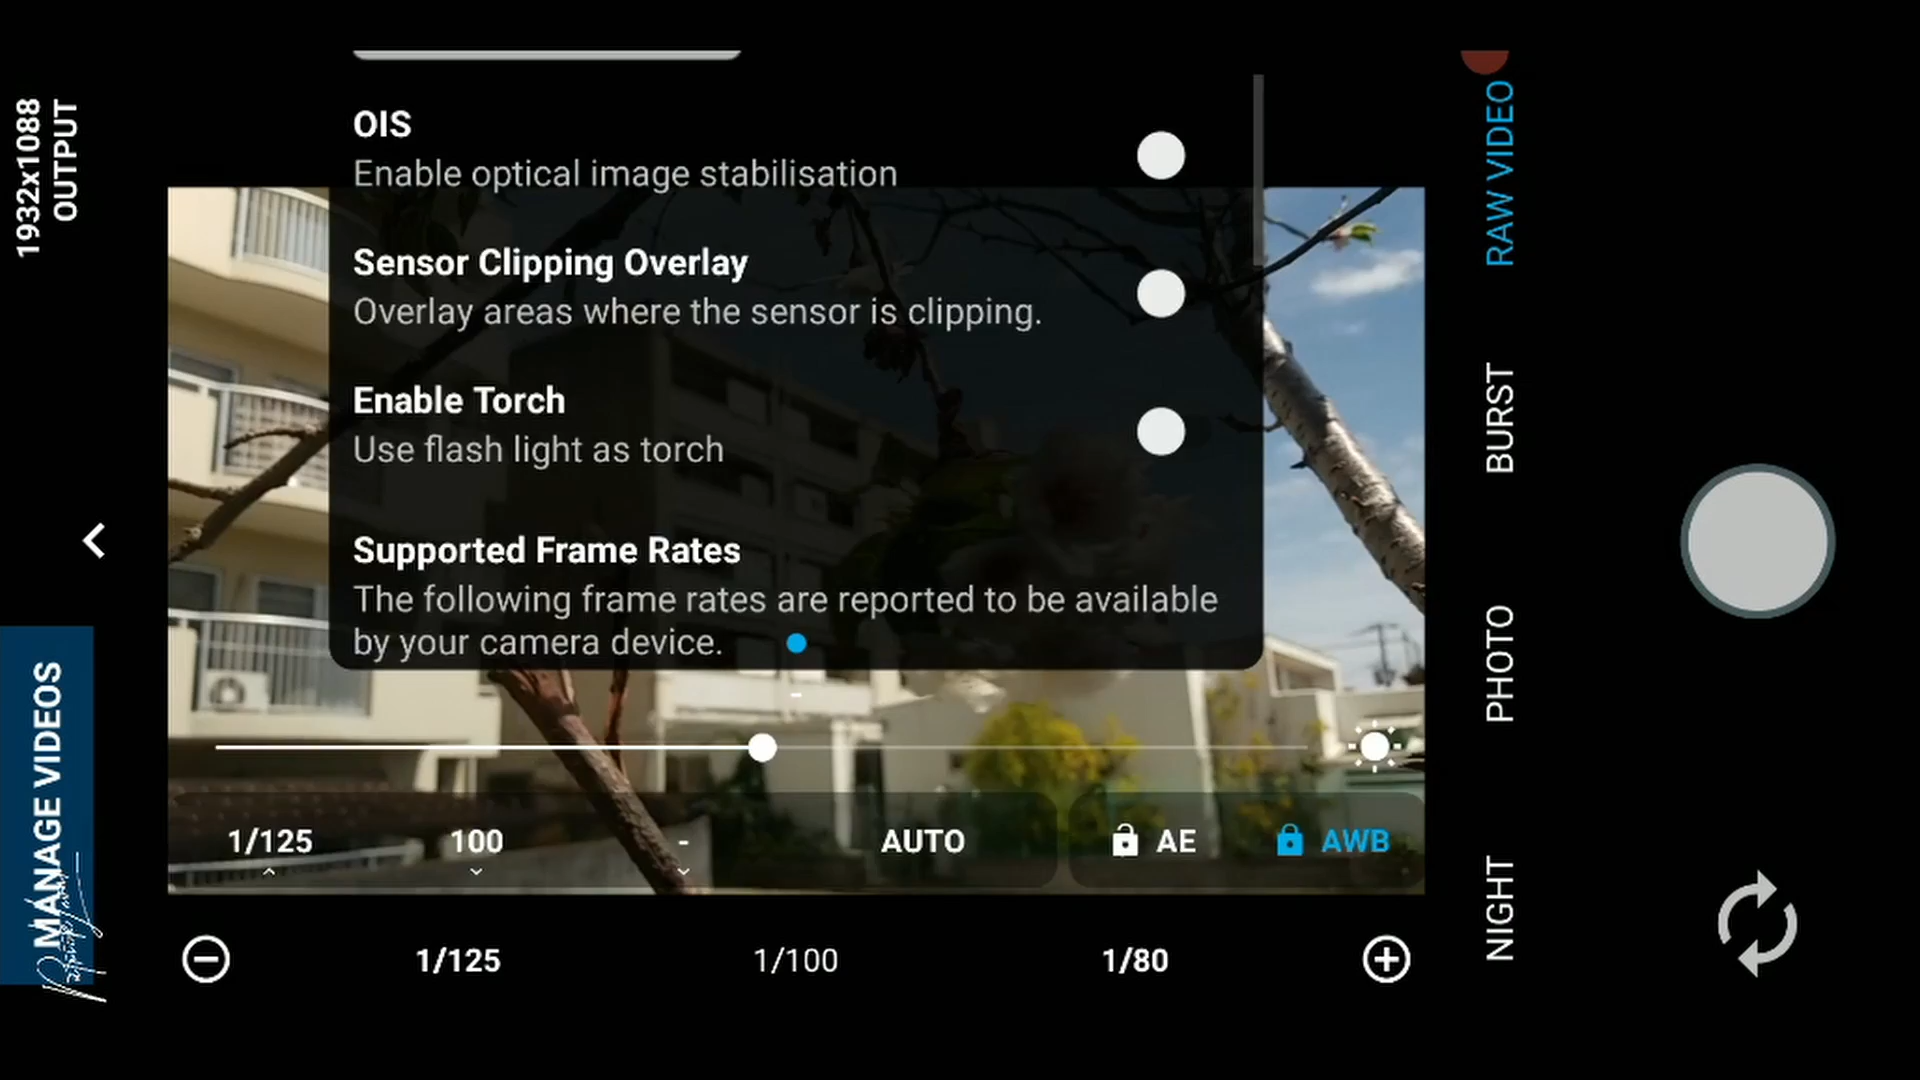 1932x1088
OUTPUT
MANAGE VIDEOS
OIS
Enable optical image stabilisation
Sensor Clipping Overlay
Overlay areas where the sensor is clipping.
Enable Torch
Use flash light as torch
Supported Frame Rates
The following frame rates are reported to be available
by your camera device.
-
1/125
100
-
AUTO
AE
AWB
1/125
1/100
1/80
RAW VIDEO
BURST
PHOTO
NIGHT